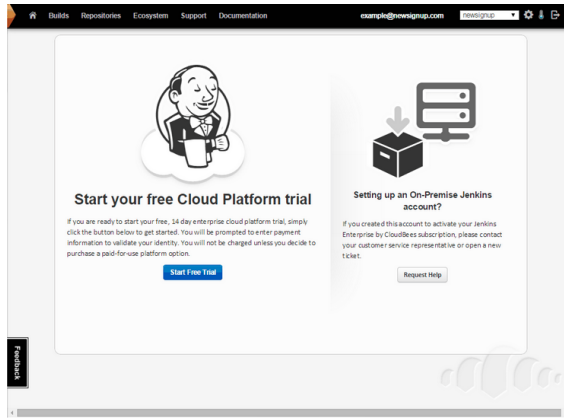 Builds Repositories Ecosystem Support Documentation example@newsignup.com newsignup
Start your free Cloud Platform trial
If you are ready to start your free, 14 day enterprise cloud platform trial, simply
click the button below to get started. You will be prompted to enter payment
information to validate your identity. You will not be charged unless you decide to
purchase a paid-for-use platform option.
Start Free Trial
Setting up an On-Premise Jenkins
account?
If you created this account to activate your Jenkins
Enterprise by CloudBees subscription, please contact
your customer service representative or open a new
ticket.
Request Help
Feedback